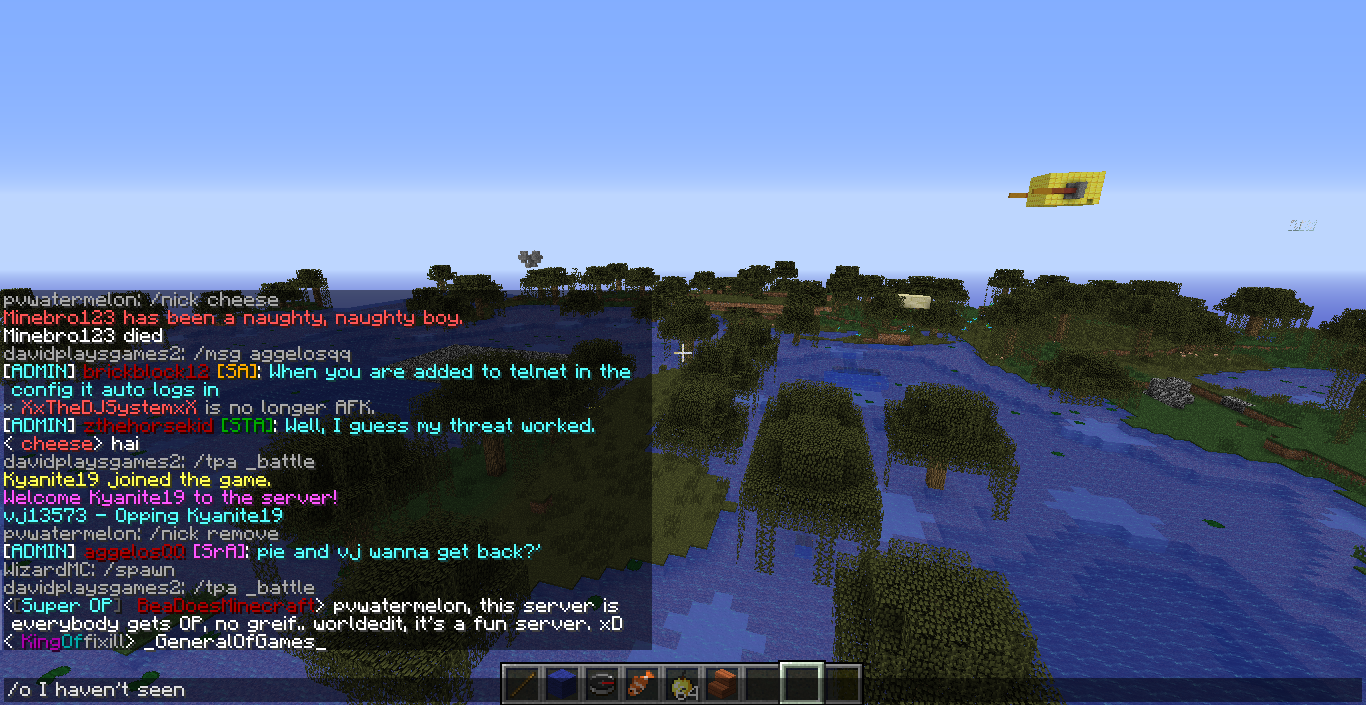 pvwatermelon: /nick cheese
Minebro123 has been a naughty, naughty boy.
Minebro123 died
davidplaysgames2: /msg aggelosqq
[ADMIN] brickblock12 [SA]: When you are added to telnet in the
config it auto logs in
* XxTheDJSystemxX is no longer AFK.
[ADMIN] zthehorsekid [STA]: Well, I guess my threat worked.
< cheese> hai
davidplaysgames2: /tpa _battle
Kyanite19 joined the game.
Welcome Kyanite19 to the server!
vj13573 - Opping Kyanite19
pvwatermelon: /nick remove
[ADMIN] aggelos00 [SrA]: pie and vj wanna get back?'
WizardMC: /spawn
davidplaysgames2: /tpa _battle
<[Super OP] BeaDoesMinecraft> pvwatermelon, this server is
everybody gets OP, no greif.. worldedit, it's a fun server. xD
< KingOffixill> _GeneralOfGames_
64
/o I haven't seen